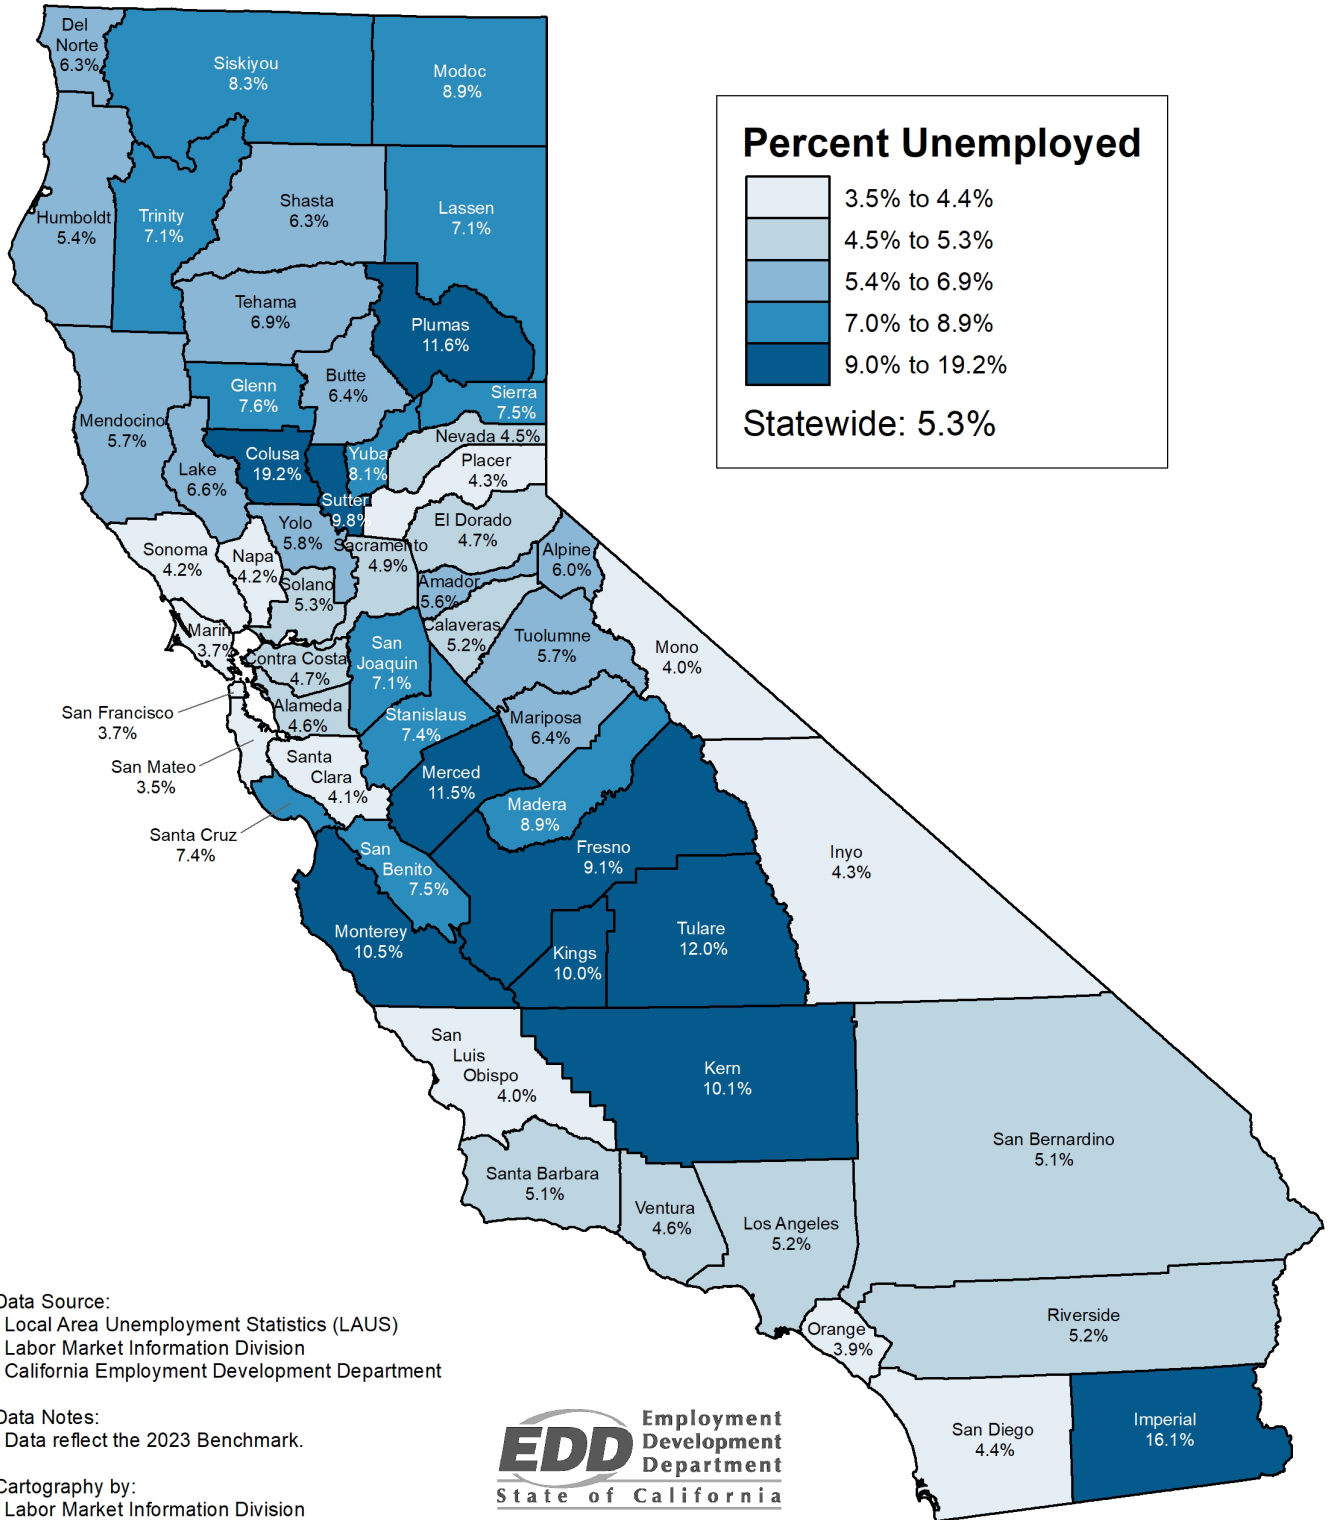 Del
Norte
6.3%
Siskiyou
8.3%
Modoc
8.9%
Percent Unemployed
3.5% to 4.4%
4.5% to 5.3%
5.4% to 6.9%
7.0% to 8.9%
9.0% to 19.2%
Statewide: 5.3%
Humboldt
5.4%
Trinity
7.1%
Shasta
6.3%
Lassen
7.1%
Tehama
6.9%
Plumas
11.6%
Glenn
7.6%
Butte
6.4%
Sierra
7.5%
Mendocino
5.7%
Lake
6.6%
Colusa
19.2%
Sutter
9.8%
Yuba
8.1%
Nevada 4.5%
Placer
4.3%
El Dorado
4.7%
Yolo
5.8%
Sacramento
4.9%
Alpine
6.0%
Sonoma
4.2%
Napa
4.2%
Solano
5.3%
Amador
5.6%
Calaveras
5.2%
Tuolumne
5.7%
Mono
4.0%
Marin
3.7%
Contra Costa
4.7%
San
Joaquin
7.1%
San Francisco
3.7%
Alameda
4.6%
Stanislaus
7.4%
Mariposa
6.4%
San Mateo
3.5%
Santa
Clara
4.1%
Merced
11.5%
Madera
8.9%
Santa Cruz
7.4%
San
Benito
7.5%
Fresno
9.1%
Inyo
4.3%
Monterey
10.5%
Kings
10.0%
Tulare
12.0%
San
Luis
Obispo
4.0%
Kern
10.1%
San Bernardino
5.1%
Santa Barbara
5.1%
Ventura
4.6%
Los Angeles
5.2%
Orange
3.9%
Riverside
5.2%
San Diego
4.4%
Imperial
16.1%
Data Source:
Local Area Unemployment Statistics (LAUS)
Labor Market Information Division
California Employment Development Department
Data Notes:
Data reflect the 2023 Benchmark.
Cartography by:
Labor Market Information Division
EDD
Employment
Development
Department
State of California